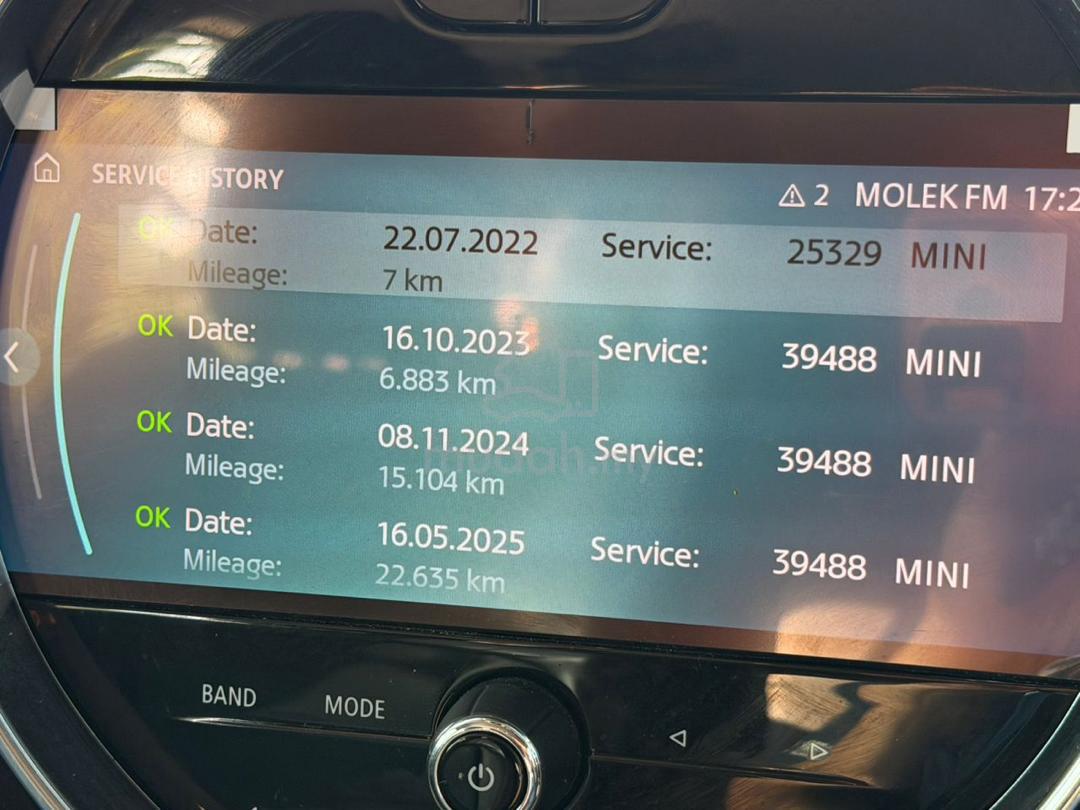 SERVICE HISTORY
2 MOLEK FM 17:2
OK Date: 22.07.2022 Service: 25329 MINI
Mileage: 7 km
OK Date: 16.10.2023 Service: 39488 MINI
Mileage: 6.883 km
OK Date: 08.11.2024 Service: 39488 MINI
Mileage: 15.104 km
OK Date: 16.05.2025 Service: 39488 MINI
Mileage: 22.635 km
BAND MODE